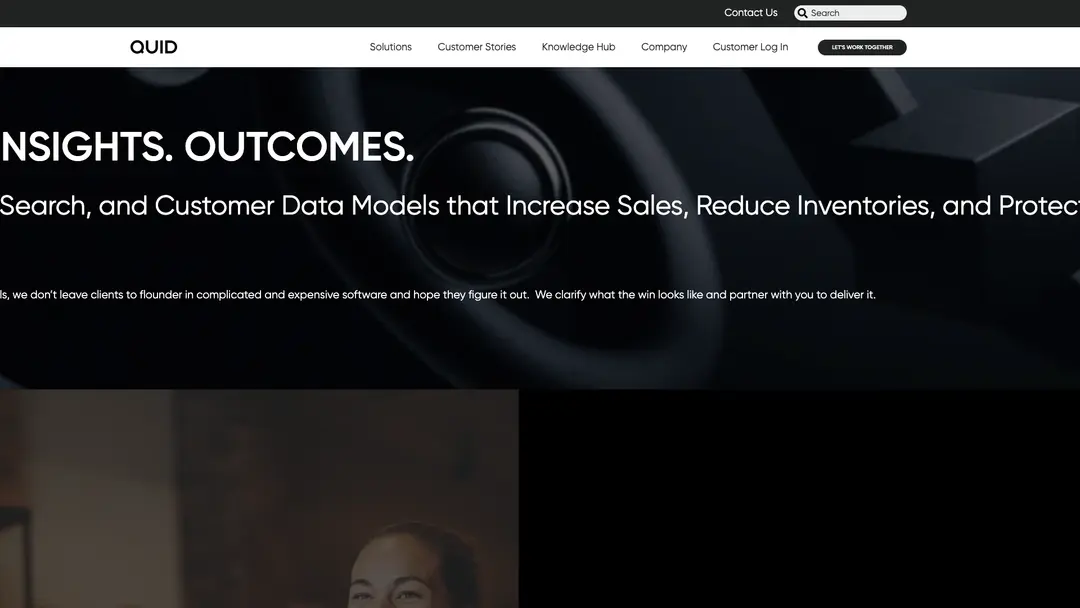 Contact Us
Search
QUID
Solutions
Customer Stories
Knowledge Hub
Company
Customer Log In
LET'S WORK TOGETHER
NSIGHTS. OUTCOMES.
Search, and Customer Data Models that Increase Sales, Reduce Inventories, and Protect
ls, we don't leave clients to flounder in complicated and expensive software and hope they figure it out. We clarify what the win looks like and partner with you to deliver it.